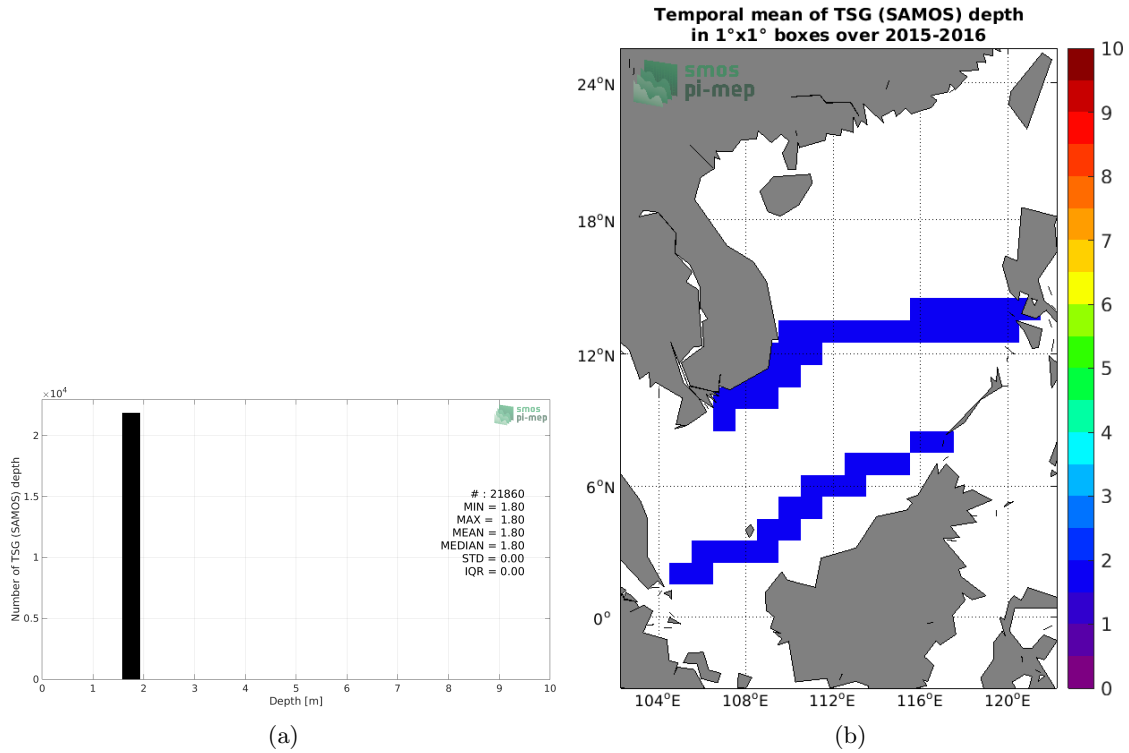 Temporal mean of TSG (SAMOS) depth
in 1°x1° boxes over 2015-2016
smos
pi-mep
24°N
18°N
12°N
6°N
0°
104°E
108°E
112°E
116°E
120°E
10
9
8
7
6
5
4
3
2
1
0
(b)
×10⁴
smos
pi-mep
Number of TSG (SAMOS) depth
2
1.5
1
0.5
0
# : 21860
MIN = 1.80
MAX = 1.80
MEAN = 1.80
MEDIAN = 1.80
STD = 0.00
IQR = 0.00
0 1 2 3 4 5 6 7 8 9 10
Depth [m]
(a)